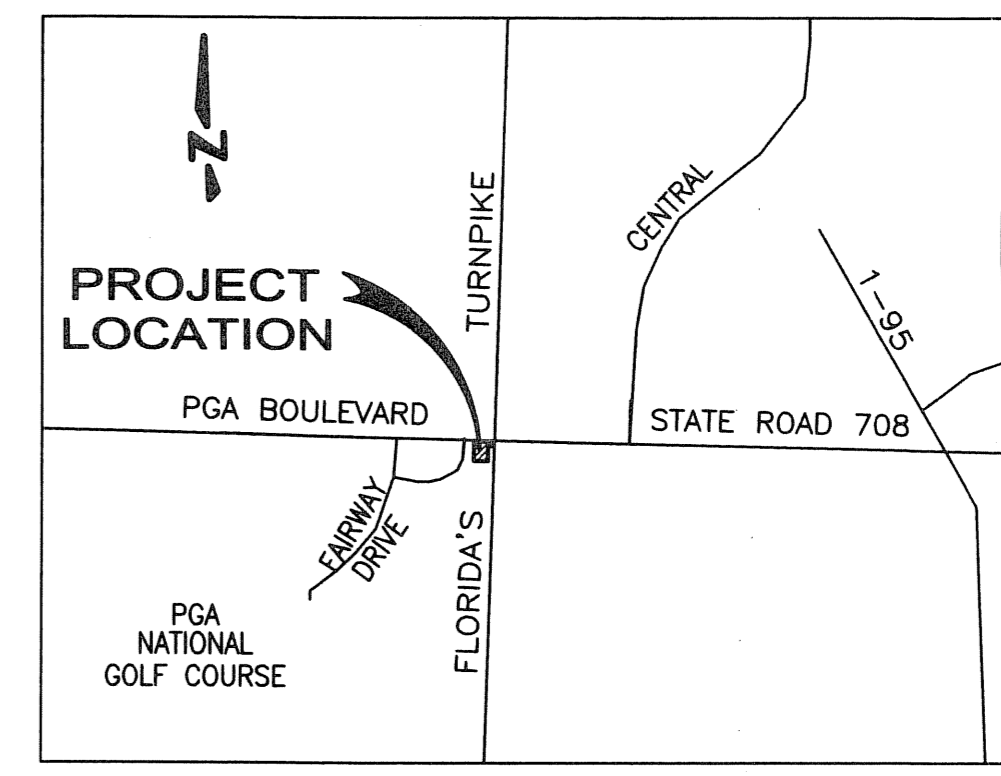 N
PROJECT
LOCATION
TURNPIKE
CENTRAL
1-95
PGA BOULEVARD
STATE ROAD 708
FAIRWAY
DRIVE
FLORIDA'S
PGA
NATIONAL
GOLF COURSE